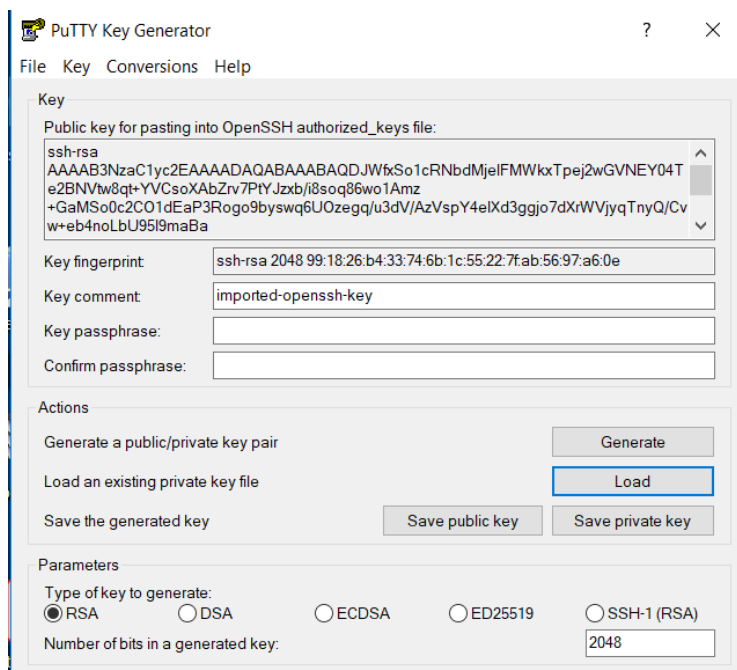 PuTTY Key Generator
File Key Conversions Help
Key
Public key for pasting into OpenSSH authorized_keys file:
ssh-rsa
AAAAB3NzaC1yc2EAAAADAQABAAABAQDJWfxSo1cRNbdMjelFMWkxTpej2wGVNEY04T
e2BNVtw8qt+YVCsoXAbZrv7PtYJzxb/i8soq86wo1Amz
+GaMSo0c2CO1dEaP3Rogo9byswq6UOzegq/u3dV/AzVspY4elXd3ggjo7dXrWVjyqTnyQ/Cv
w+eb4noLbU95l9maBa
Key fingerprint: ssh-rsa 2048 99:18:26:b4:33:74:6b:1c:55:22:7f:ab:56:97:a6:0e
Key comment: imported-openssh-key
Key passphrase:
Confirm passphrase:
Actions
Generate a public/private key pair Generate
Load an existing private key file Load
Save the generated key Save public key Save private key
Parameters
Type of key to generate:
RSA DSA ECDSA ED25519 SSH-1 (RSA)
Number of bits in a generated key: 2048